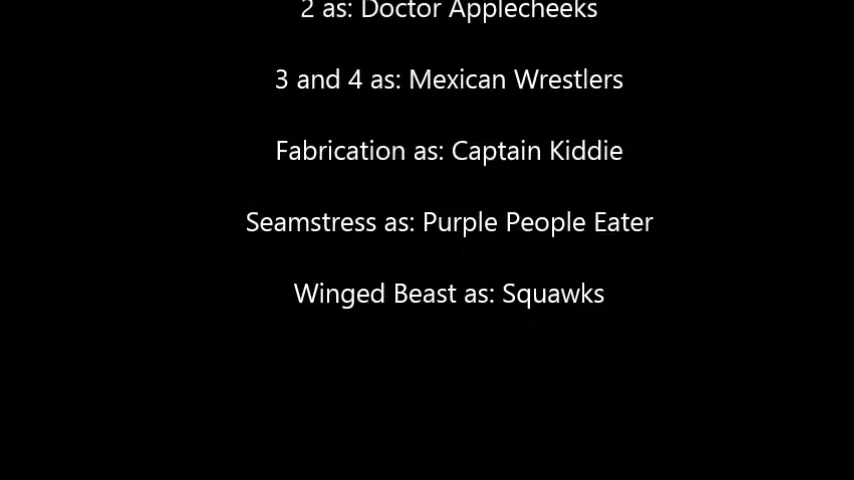 2 as: Doctor Applecheeks
3 and 4 as: Mexican Wrestlers
Fabrication as: Captain Kiddie
Seamstress as: Purple People Eater
Winged Beast as: Squawks